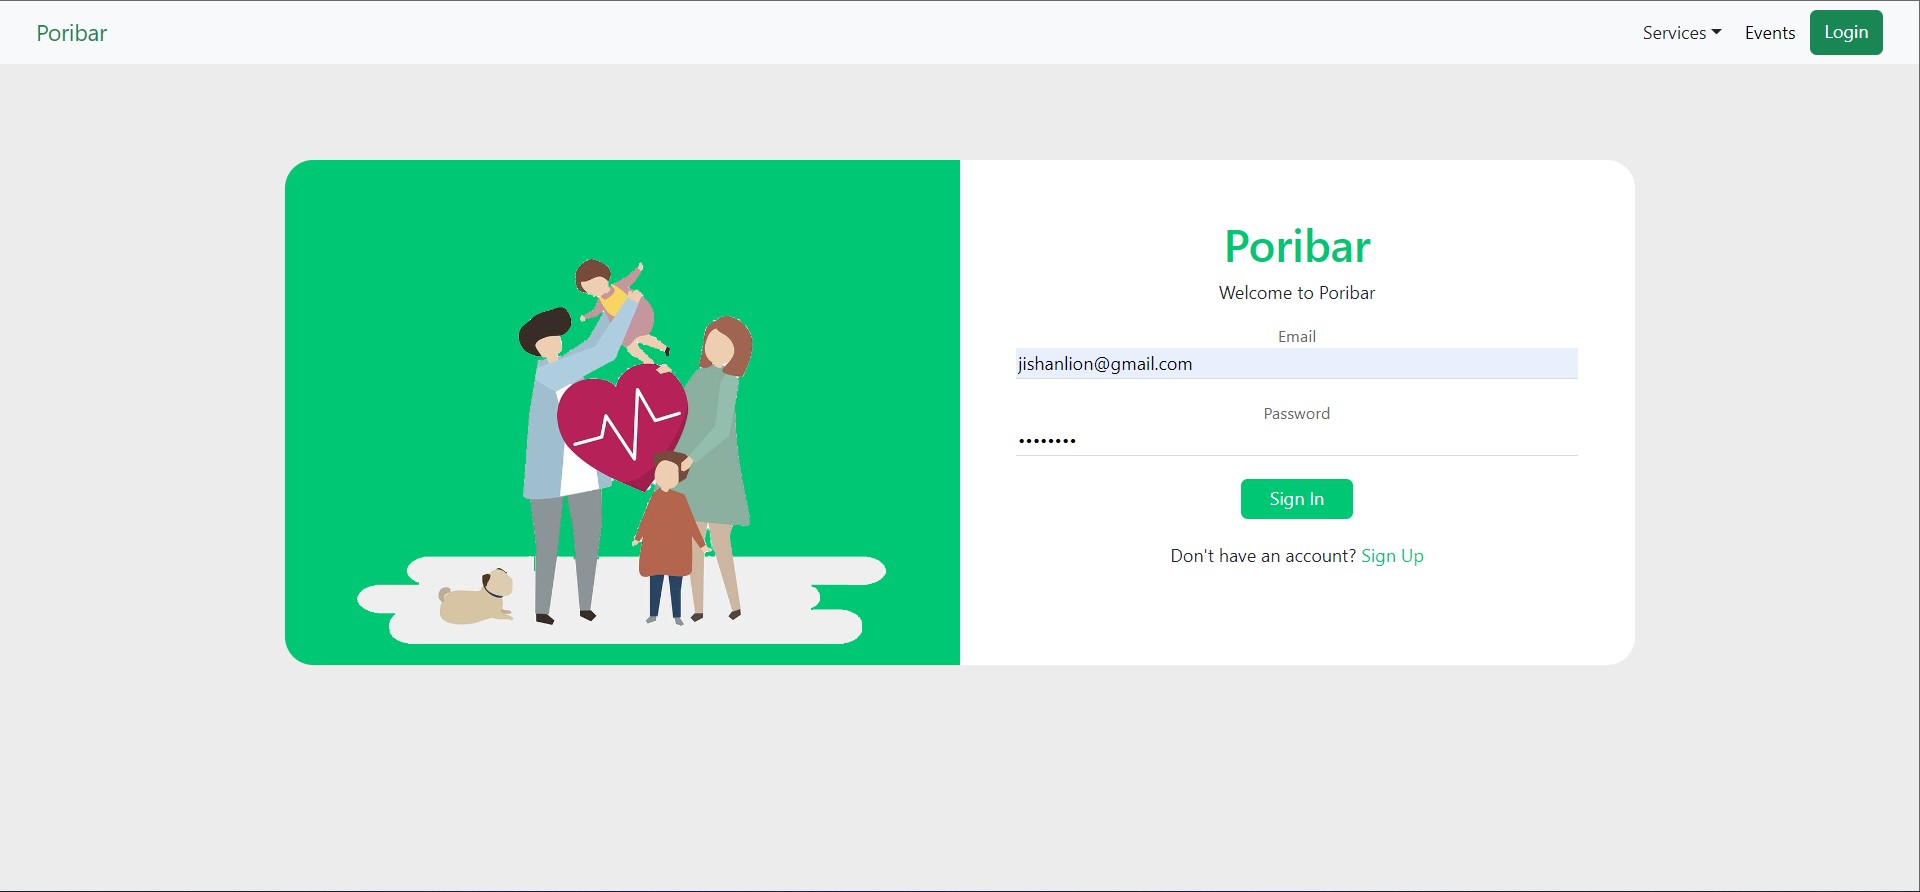 Poribar
Services Events Login
Poribar
Welcome to Poribar
Email
jishanlion@gmail.com
Password
••••••••
Sign In
Don't have an account? Sign Up